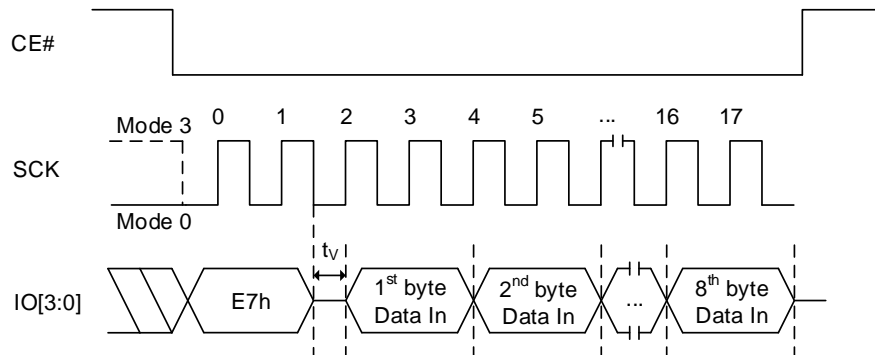 CE#
0 1 2 3 4 5 ... 16 17
Mode 3
SCK
Mode 0
tV
IO[3:0]
E7h
1st byte
Data In
2nd byte
Data In
...
8th byte
Data In